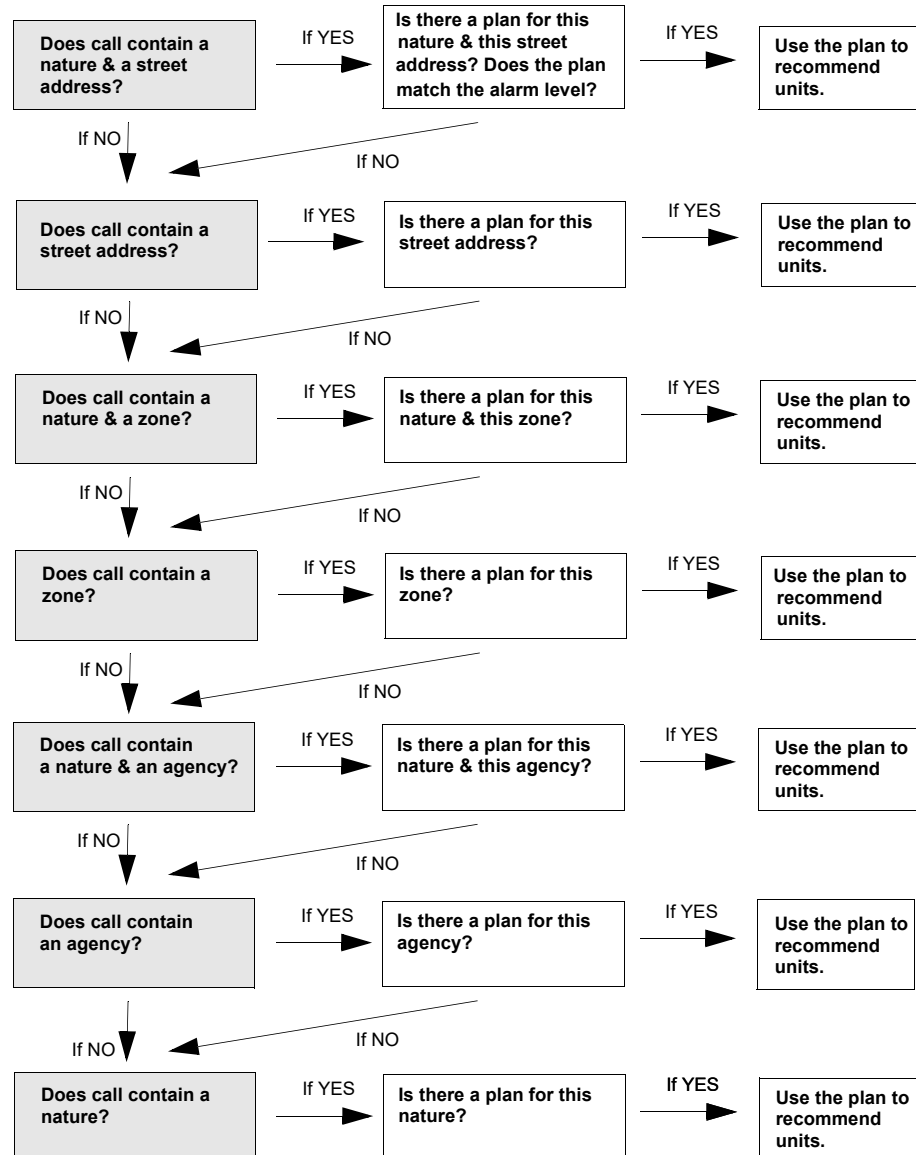 Does call contain a
nature & a street
address?
If YES
Is there a plan for this
nature & this street
address? Does the plan
match the alarm level?
If YES
Use the plan to
recommend
units.
If NO
If NO
Does call contain a
street address?
If YES
Is there a plan for this
street address?
If YES
Use the plan to
recommend
units.
If NO
If NO
Does call contain a
nature & a zone?
If YES
Is there a plan for this
nature & this zone?
If YES
Use the plan to
recommend
units.
If NO
If NO
Does call contain a
zone?
If YES
Is there a plan for this
zone?
If YES
Use the plan to
recommend
units.
If NO
If NO
Does call contain
a nature & an agency?
If YES
Is there a plan for this
nature & this agency?
If YES
Use the plan to
recommend
units.
If NO
If NO
Does call contain
an agency?
If YES
Is there a plan for this
agency?
If YES
Use the plan to
recommend
units.
If NO
If NO
Does call contain a
nature?
If YES
Is there a plan for this
nature?
If YES
Use the plan to
recommend
units.